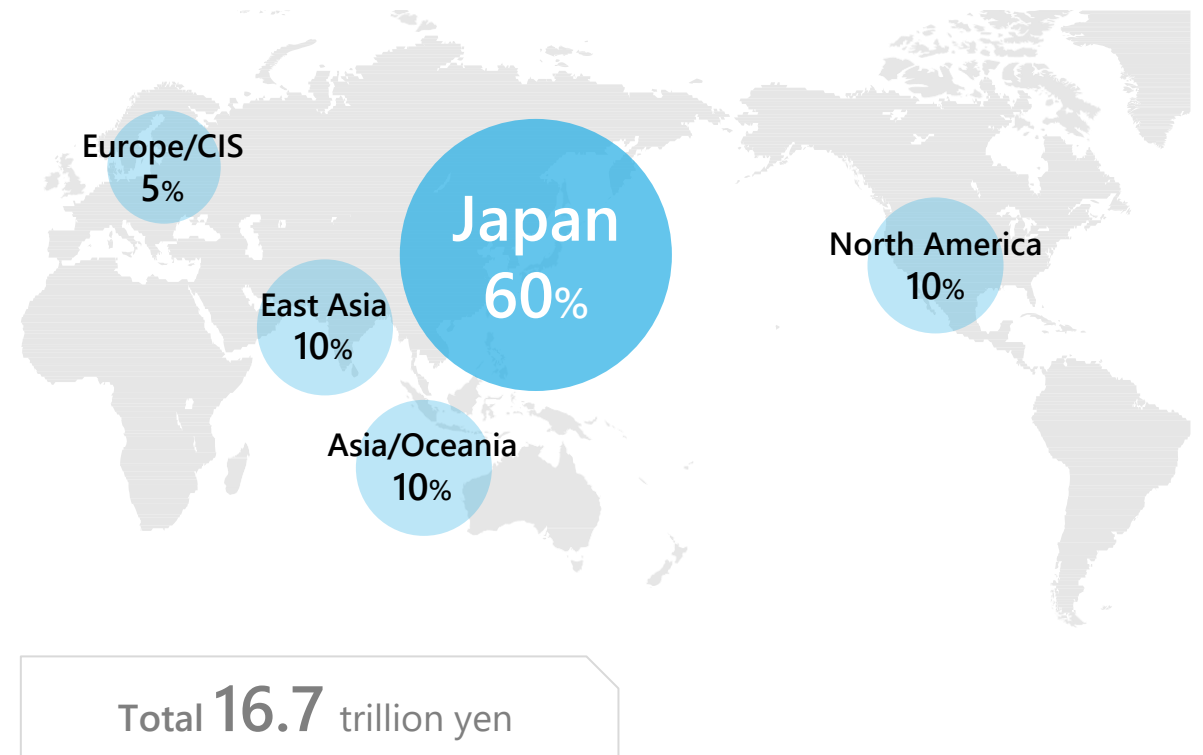 Europe/CIS
5%
Japan
60%
North America
10%
East Asia
10%
Asia/Oceania
10%
Total 16.7 trillion yen